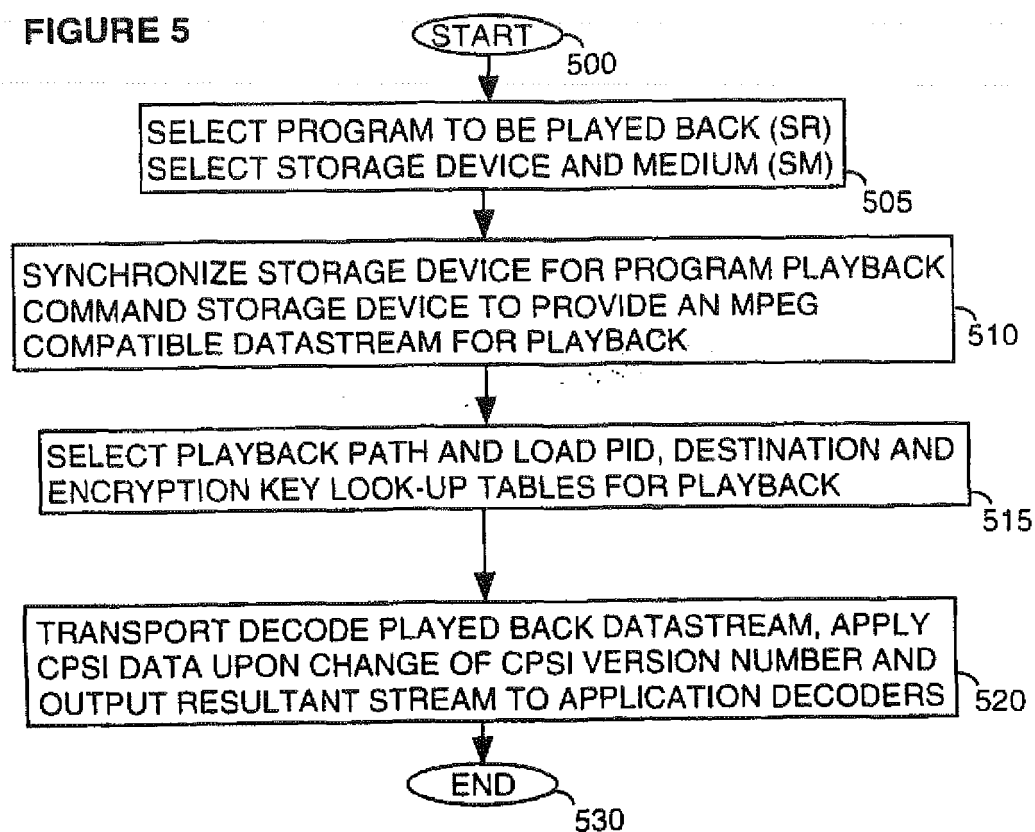 FIGURE 5
START
500
SELECT PROGRAM TO BE PLAYED BACK (SR)
SELECT STORAGE DEVICE AND MEDIUM (SM)
505
SYNCHRONIZE STORAGE DEVICE FOR PROGRAM PLAYBACK
COMMAND STORAGE DEVICE TO PROVIDE AN MPEG
COMPATIBLE DATASTREAM FOR PLAYBACK
510
SELECT PLAYBACK PATH AND LOAD PID, DESTINATION AND
ENCRYPTION KEY LOOK-UP TABLES FOR PLAYBACK
515
TRANSPORT DECODE PLAYED BACK DATASTREAM, APPLY
CPSI DATA UPON CHANGE OF CPSI VERSION NUMBER AND
OUTPUT RESULTANT STREAM TO APPLICATION DECODERS
520
END
530